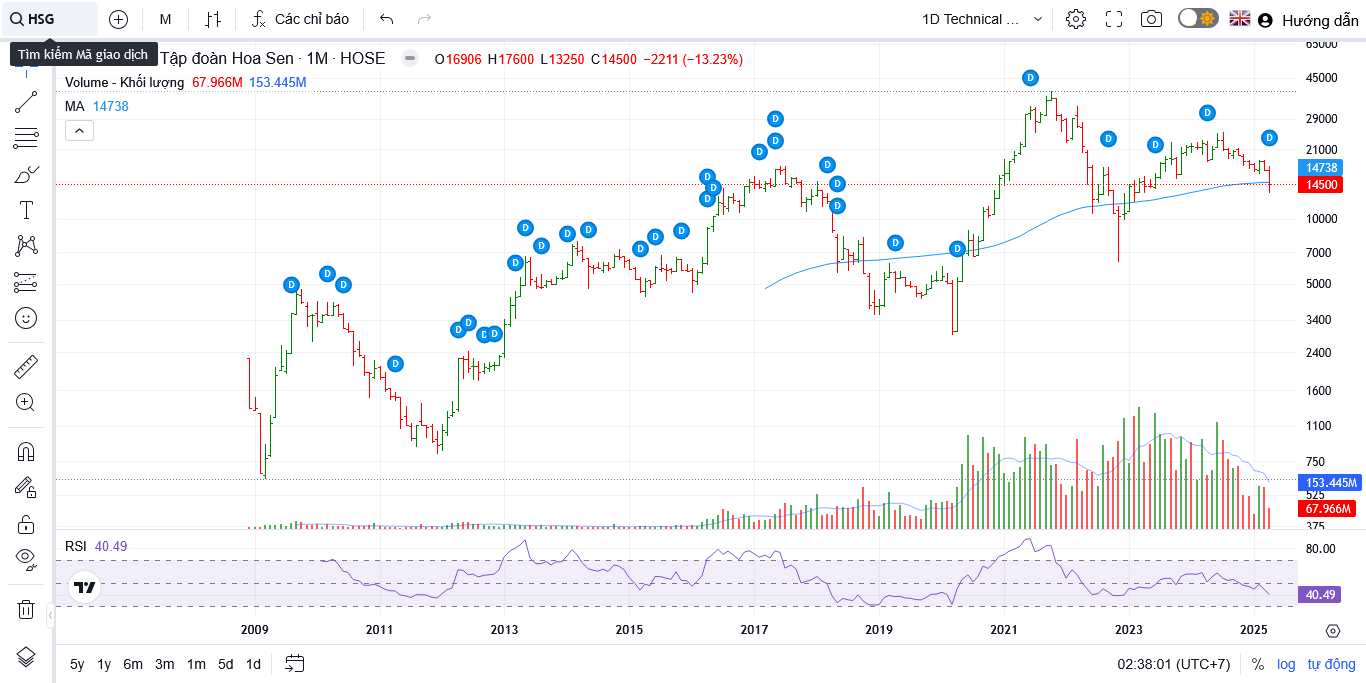 HSG
M
Các chỉ báo
1D Technical ...
Hướng dẫn
Tìm kiếm Mã giao dịch
Tập đoàn Hoa Sen · 1M · HOSE
O16906 H17600 L13250 C14500 −2211 (−13.23%)
Volume - Khối lượng 67.966M 153.445M
MA 14738
65000
45000
29000
21000
14738
14500
10000
7000
5000
3400
2400
1600
1100
750
153.445M
525
67.966M
375
D D D D D D D D D D D D D D D D D D D D D D D D D D D D D D D D
RSI 40.49
80.00
40.49
2009 2011 2013 2015 2017 2019 2021 2023 2025
5y 1y 6m 3m 1m 5d 1d
02:38:01 (UTC+7) % log tự động